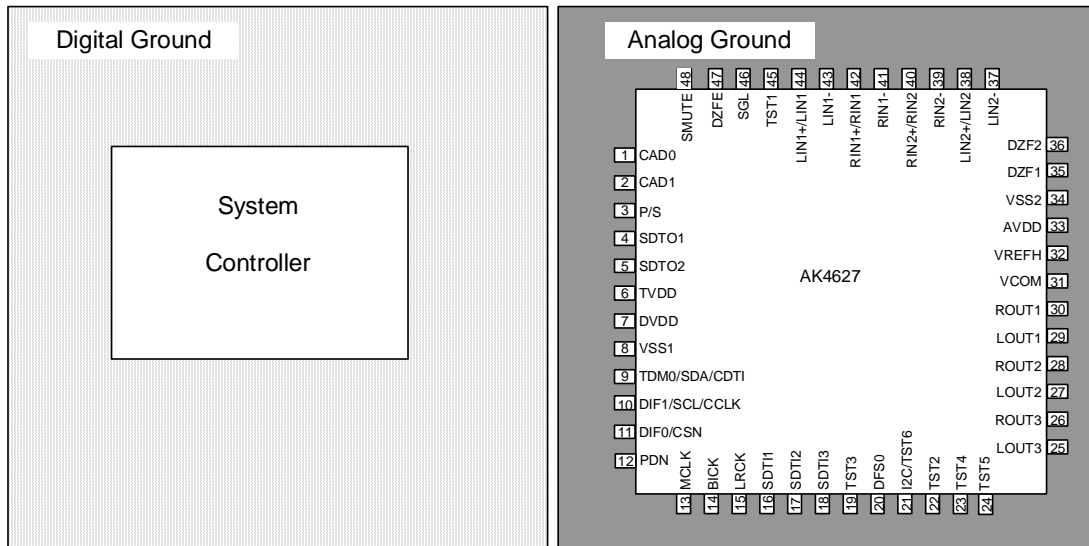 Digital Ground
System
Controller
Analog Ground
48 SMUTE
47 DZFE
46 SGL
45 TST1
44 LIN1+/LIN1
43 LIN1-
42 RIN1+/RIN1
41 RIN1-
40 RIN2+/RIN2
39 RIN2-
38 LIN2+/LIN2
37 LIN2-
1 CAD0
2 CAD1
3 P/S
4 SDTO1
5 SDTO2
6 TVDD
7 DVDD
8 VSS1
9 TDM0/SDA/CDTI
10 DIF1/SCL/CCLK
11 DIF0/CSN
12 PDN
AK4627
DZF2 36
DZF1 35
VSS2 34
AVDD 33
VREFH 32
VCOM 31
ROUT1 30
LOUT1 29
ROUT2 28
LOUT2 27
ROUT3 26
LOUT3 25
13 MCLK
14 BICK
15 LRCK
16 SDTI1
17 SDTI2
18 SDTI3
19 TST3
20 DFS0
21 I2C/TST6
22 TST2
23 TST4
24 TST5